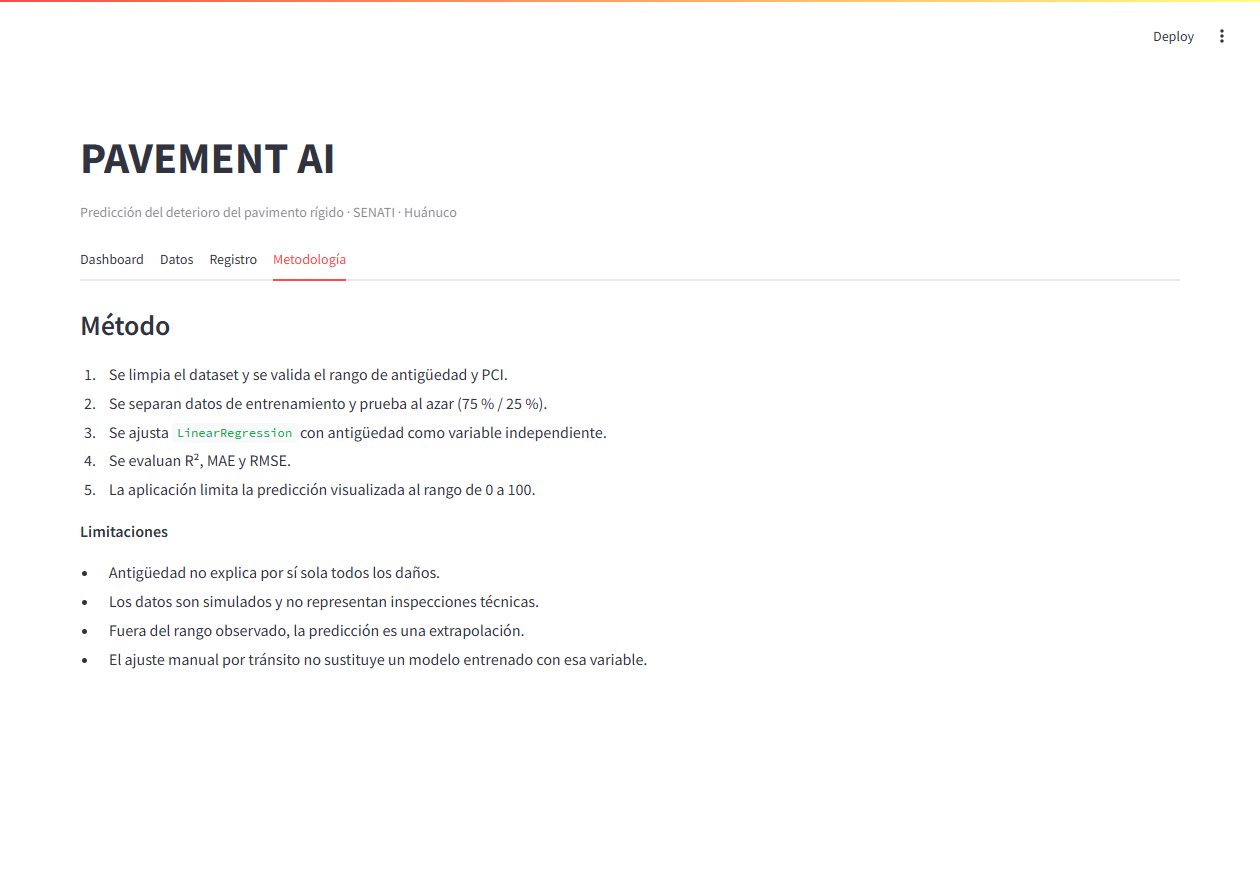 Deploy
PAVEMENT AI
Predicción del deterioro del pavimento rígido · SENATI · Huánuco
Dashboard Datos Registro Metodología
Método
1. Se limpia el dataset y se valida el rango de antigüedad y PCI.
2. Se separan datos de entrenamiento y prueba al azar (75 % / 25 %).
3. Se ajusta LinearRegression con antigüedad como variable independiente.
4. Se evaluan R², MAE y RMSE.
5. La aplicación limita la predicción visualizada al rango de 0 a 100.
Limitaciones
• Antigüedad no explica por sí sola todos los daños.
• Los datos son simulados y no representan inspecciones técnicas.
• Fuera del rango observado, la predicción es una extrapolación.
• El ajuste manual por tránsito no sustituye un modelo entrenado con esa variable.